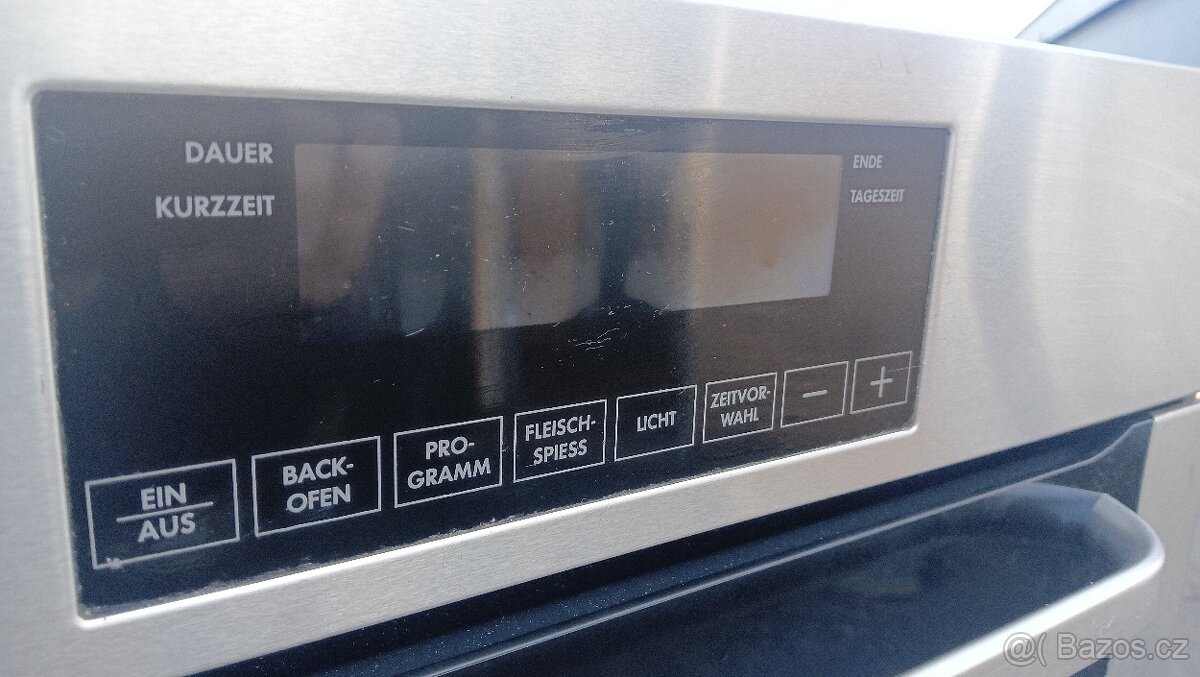 DAUER
KURZZEIT
ENDE
TAGESZEIT
EIN
AUS
BACK-
OFEN
PRO-
GRAMM
FLEISCH-
SPIESS
LICHT
ZEITVOR-
WAHL
−
+
@( Bazos.cz